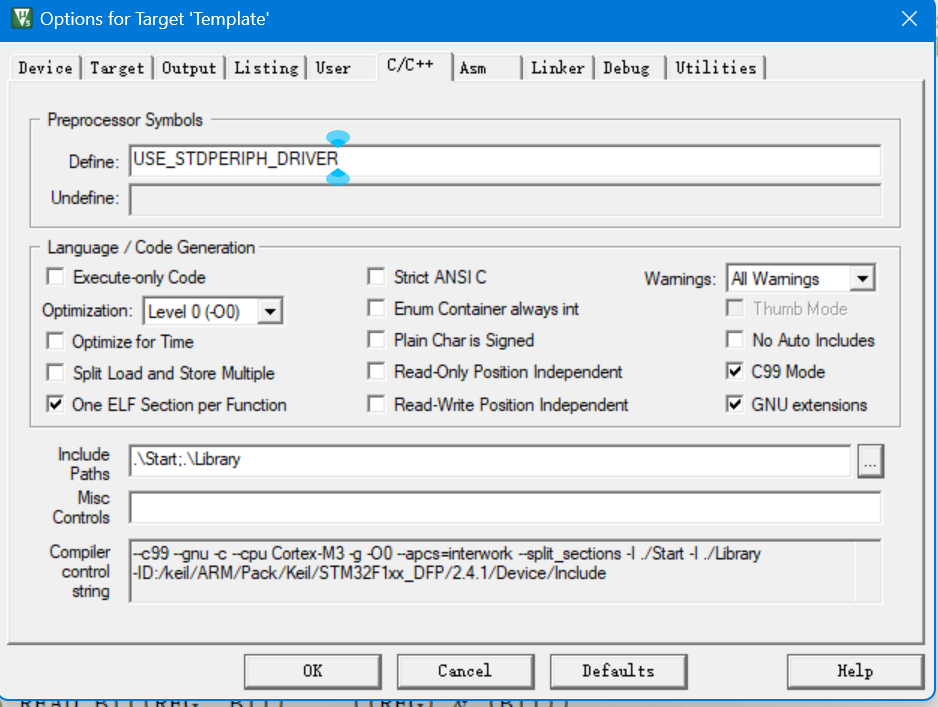 Options for Target 'Template'
Device Target Output Listing User C/C++ Asm Linker Debug Utilities
Preprocessor Symbols
Define: USE_STDPERIPH_DRIVER
Undefine:
Language / Code Generation
Execute-only Code Strict ANSI C Warnings: All Warnings
Optimization: Level 0 (-O0) Enum Container always int Thumb Mode
Optimize for Time Plain Char is Signed No Auto Includes
Split Load and Store Multiple Read-Only Position Independent C99 Mode
One ELF Section per Function Read-Write Position Independent GNU extensions
Include Paths .\Start;.\Library ...
Misc Controls
Compiler control string --c99 --gnu -c --cpu Cortex-M3 -g -O0 --apcs=interwork --split_sections -I ./Start -I ./Library
-ID:/keil/ARM/Pack/Keil/STM32F1xx_DFP/2.4.1/Device/Include
OK Cancel Defaults Help